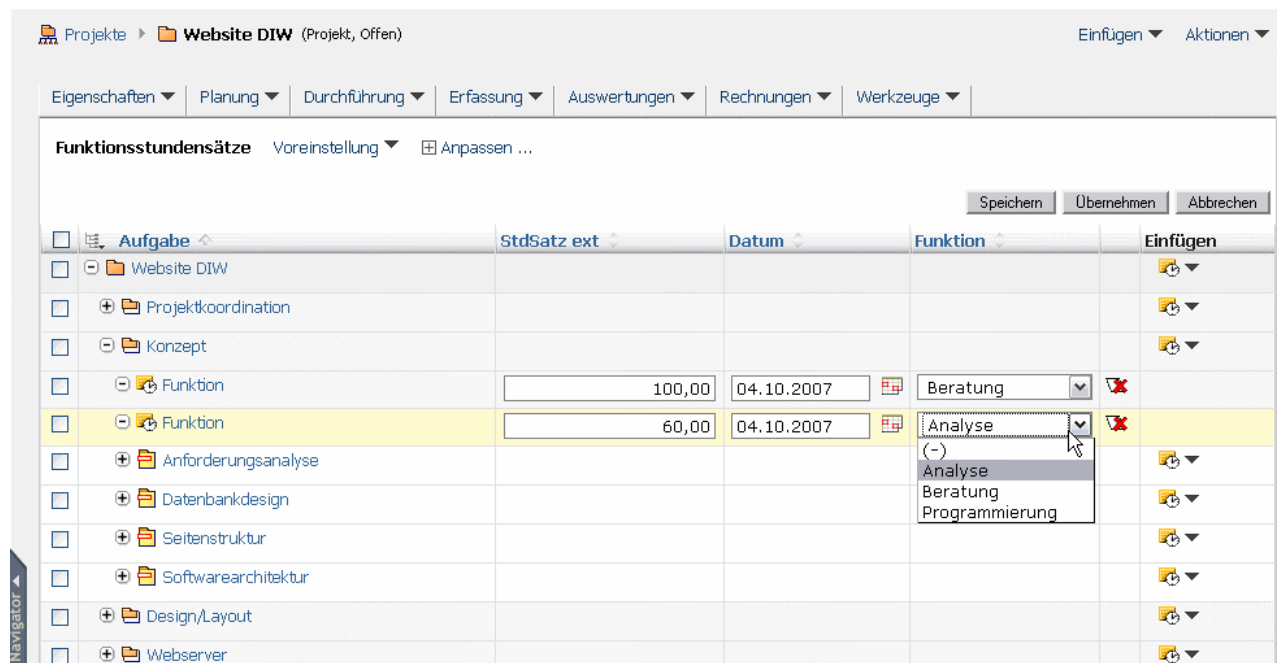 Projekte Website DIW (Projekt, Offen) Einfügen Aktionen
Eigenschaften Planung Durchführung Erfassung Auswertungen Rechnungen Werkzeuge
Funktionsstundensätze Voreinstellung Anpassen ...
Speichern Übernehmen Abbrechen
Aufgabe StdSatz ext Datum Funktion Einfügen
Website DIW
Projektkoordination
Konzept
Funktion 100,00 04.10.2007 Beratung
Funktion 60,00 04.10.2007 Analyse
(-)
Anforderungsanalyse
Analyse
Beratung
Datenbankdesign
Programmierung
Seitenstruktur
Softwarearchitektur
Design/Layout
Webserver
Navigator